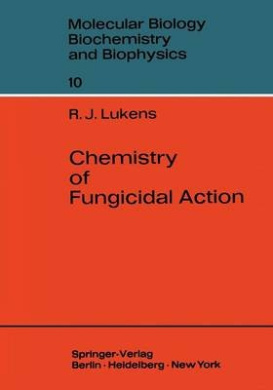 Molecular Biology
Biochemistry
and Biophysics
10
R. J. Lukens
Chemistry
of
Fungicidal Action
Springer-Verlag
Berlin · Heidelberg · New York